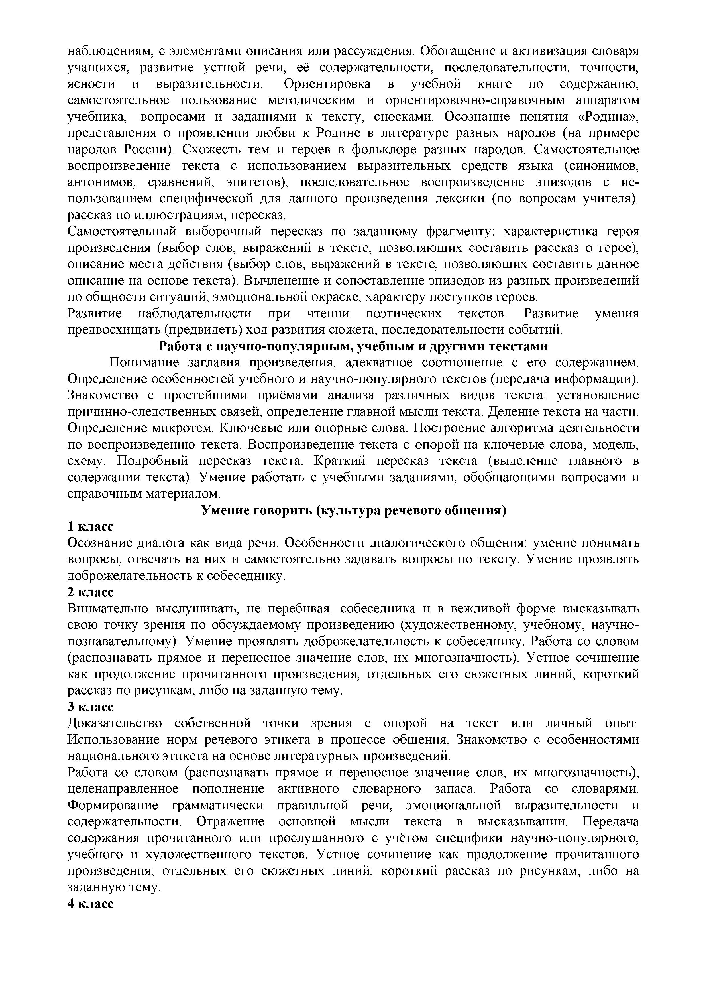 наблюдениям, с элементами описания или рассуждения. Обогащение и активизация словаря
учащихся, развитие устной речи, её содержательности, последовательности, точности,
ясности и выразительности. Ориентировка в учебной книге по содержанию,
самостоятельное пользование методическим и ориентировочно-справочным аппаратом
учебника, вопросами и заданиями к тексту, сносками. Осознание понятия «Родина»,
представления о проявлении любви к Родине в литературе разных народов (на примере
народов России). Схожесть тем и героев в фольклоре разных народов. Самостоятельное
воспроизведение текста с использованием выразительных средств языка (синонимов,
антонимов, сравнений, эпитетов), последовательное воспроизведение эпизодов с ис-
пользованием специфической для данного произведения лексики (по вопросам учителя),
рассказ по иллюстрациям, пересказ.
Самостоятельный выборочный пересказ по заданному фрагменту: характеристика героя
произведения (выбор слов, выражений в тексте, позволяющих составить рассказ о герое),
описание места действия (выбор слов, выражений в тексте, позволяющих составить данное
описание на основе текста). Вычленение и сопоставление эпизодов из разных произведений
по общности ситуаций, эмоциональной окраске, характеру поступков героев.
Развитие наблюдательности при чтении поэтических текстов. Развитие умения
предвосхищать (предвидеть) ход развития сюжета, последовательности событий.
Работа с научно-популярным, учебным и другими текстами
Понимание заглавия произведения, адекватное соотношение с его содержанием.
Определение особенностей учебного и научно-популярного текстов (передача информации).
Знакомство с простейшими приёмами анализа различных видов текста: установление
причинно-следственных связей, определение главной мысли текста. Деление текста на части.
Определение микротем. Ключевые или опорные слова. Построение алгоритма деятельности
по воспроизведению текста. Воспроизведение текста с опорой на ключевые слова, модель,
схему. Подробный пересказ текста. Краткий пересказ текста (выделение главного в
содержании текста). Умение работать с учебными заданиями, обобщающими вопросами и
справочным материалом.
Умение говорить (культура речевого общения)
1 класс
Осознание диалога как вида речи. Особенности диалогического общения: умение понимать
вопросы, отвечать на них и самостоятельно задавать вопросы по тексту. Умение проявлять
доброжелательность к собеседнику.
2 класс
Внимательно выслушивать, не перебивая, собеседника и в вежливой форме высказывать
свою точку зрения по обсуждаемому произведению (художественному, учебному, научно-
познавательному). Умение проявлять доброжелательность к собеседнику. Работа со словом
(распознавать прямое и переносное значение слов, их многозначность). Устное сочинение
как продолжение прочитанного произведения, отдельных его сюжетных линий, короткий
рассказ по рисункам, либо на заданную тему.
3 класс
Доказательство собственной точки зрения с опорой на текст или личный опыт.
Использование норм речевого этикета в процессе общения. Знакомство с особенностями
национального этикета на основе литературных произведений.
Работа со словом (распознавать прямое и переносное значение слов, их многозначность),
целенаправленное пополнение активного словарного запаса. Работа со словарями.
Формирование грамматически правильной речи, эмоциональной выразительности и
содержательности. Отражение основной мысли текста в высказывании. Передача
содержания прочитанного или прослушанного с учётом специфики научно-популярного,
учебного и художественного текстов. Устное сочинение как продолжение прочитанного
произведения, отдельных его сюжетных линий, короткий рассказ по рисункам, либо на
заданную тему.
4 класс